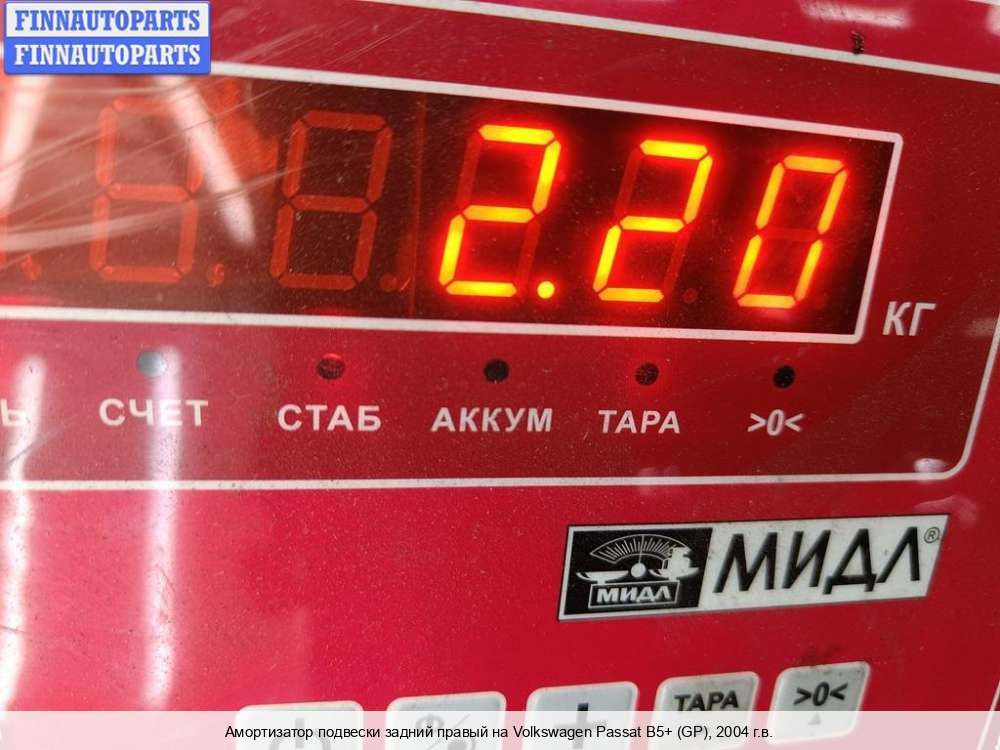 FINNAUTOPARTS
FINNAUTOPARTS
2.20
КГ
СЧЕТ СТАБ АККУМ ТАРА >0<
МИДЛ МИДЛ®
ТАРА >0<
Амортизатор подвески задний правый на Volkswagen Passat B5+ (GP), 2004 г.в.